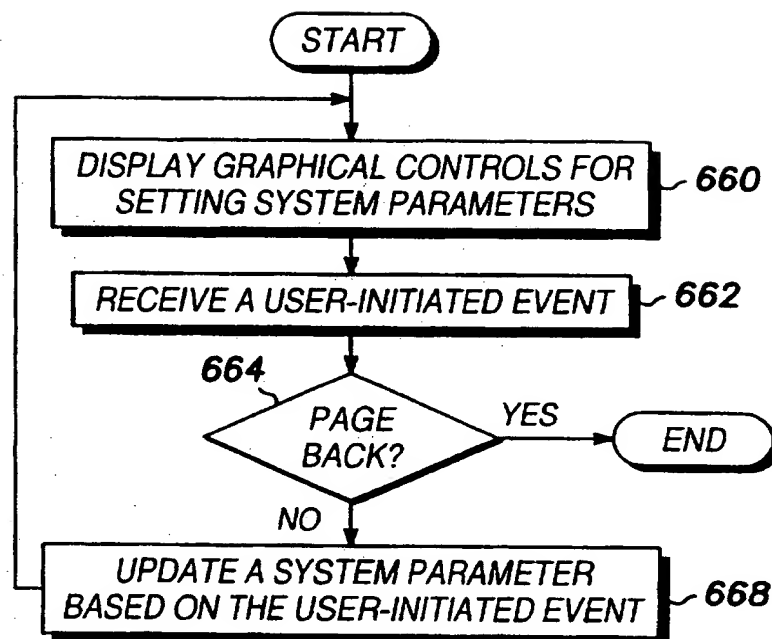 START
DISPLAY GRAPHICAL CONTROLS FOR
SETTING SYSTEM PARAMETERS
660
RECEIVE A USER-INITIATED EVENT
662
664
PAGE
BACK?
YES
END
NO
UPDATE A SYSTEM PARAMETER
BASED ON THE USER-INITIATED EVENT
668